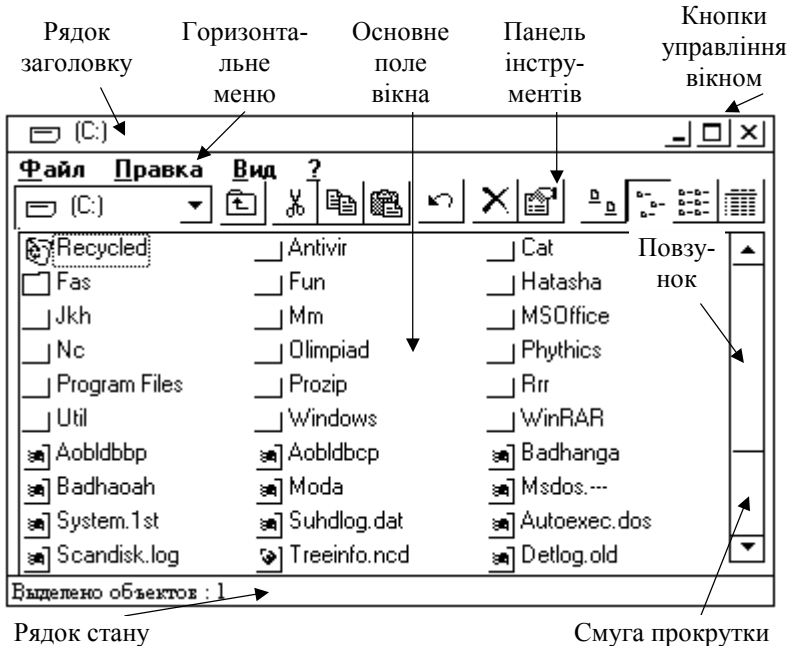 Рядок заголовку
Горизонта-
льне
меню
Основне
поле
вікна
Панель
інстру-
ментів
Кнопки
управління
вікном
(C:)
Файл Правка Вид ?
(C:)
Recycled Antivir Cat
Fas Fun Hatasha
Jkh Mm MSOffice
Nc Olimpiad Phythics
Program Files Prozip Rrr
Util Windows WinRAR
Aobldbbp Aobldbcp Badhanga
Badhaoah Moda Msdos.---
System.1st Suhdlog.dat Autoexec.dos
Scandisk.log Treeinfo.ncd Detlog.old
Повзу-
нок
Выделено объектов : 1
Рядок стану
Смуга прокрутки